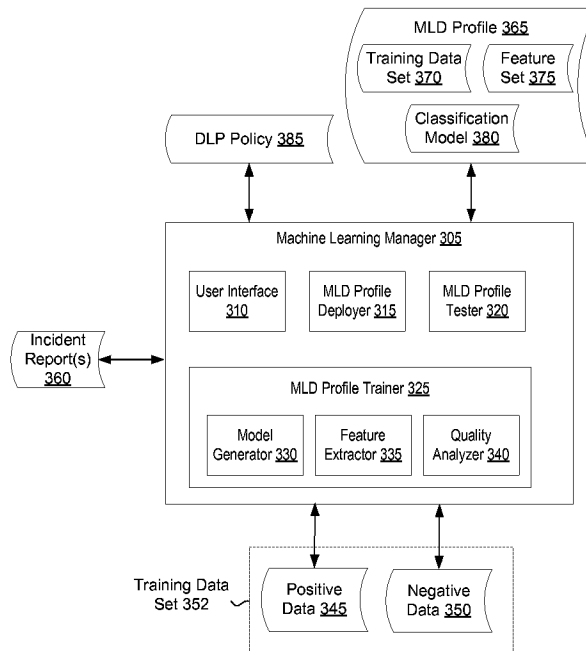 MLD Profile 365
Training Data
Set 370
Feature
Set 375
Classification
Model 380
DLP Policy 385
Machine Learning Manager 305
User Interface
310
MLD Profile
Deployer 315
MLD Profile
Tester 320
Incident
Report(s)
360
MLD Profile Trainer 325
Model
Generator 330
Feature
Extractor 335
Quality
Analyzer 340
Training Data
Set 352
Positive
Data 345
Negative
Data 350